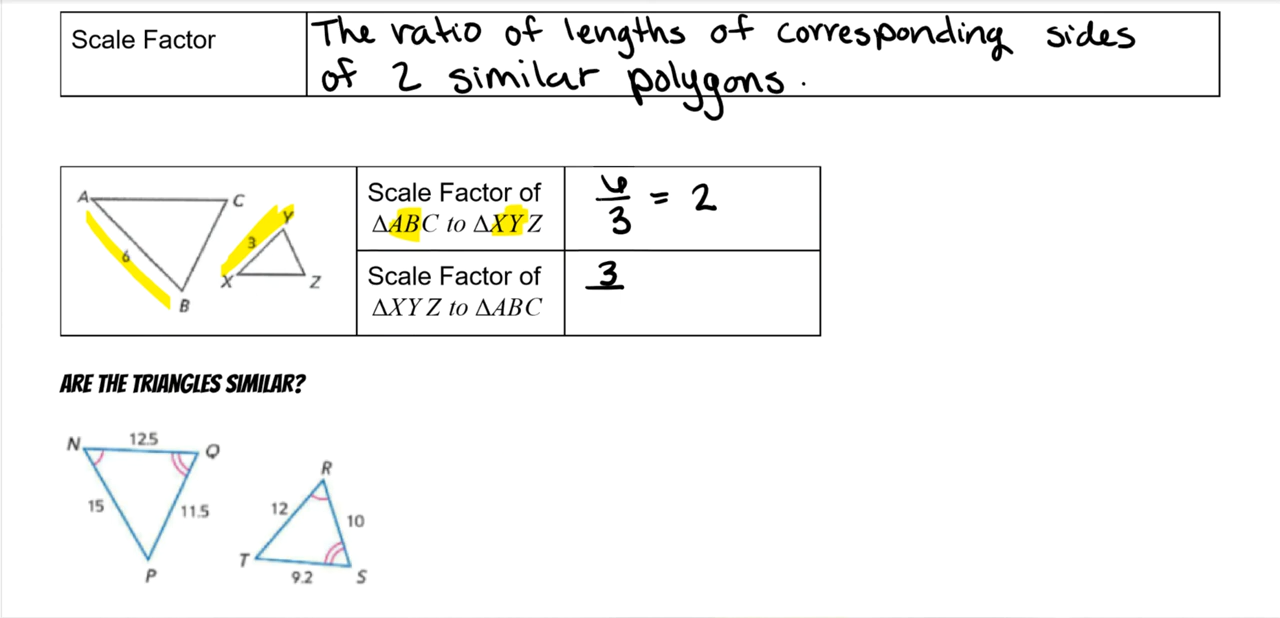 Scale Factor
The ratio of lengths of corresponding sides
of 2 similar polygons.
A
C
Y
6
3
X
Z
B
Scale Factor of
ΔABC to ΔXYZ
6/3 = 2
Scale Factor of
ΔXYZ to ΔABC
3
ARE THE TRIANGLES SIMILAR?
N
12.5
Q
15
11.5
P
R
12
10
T
9.2
S